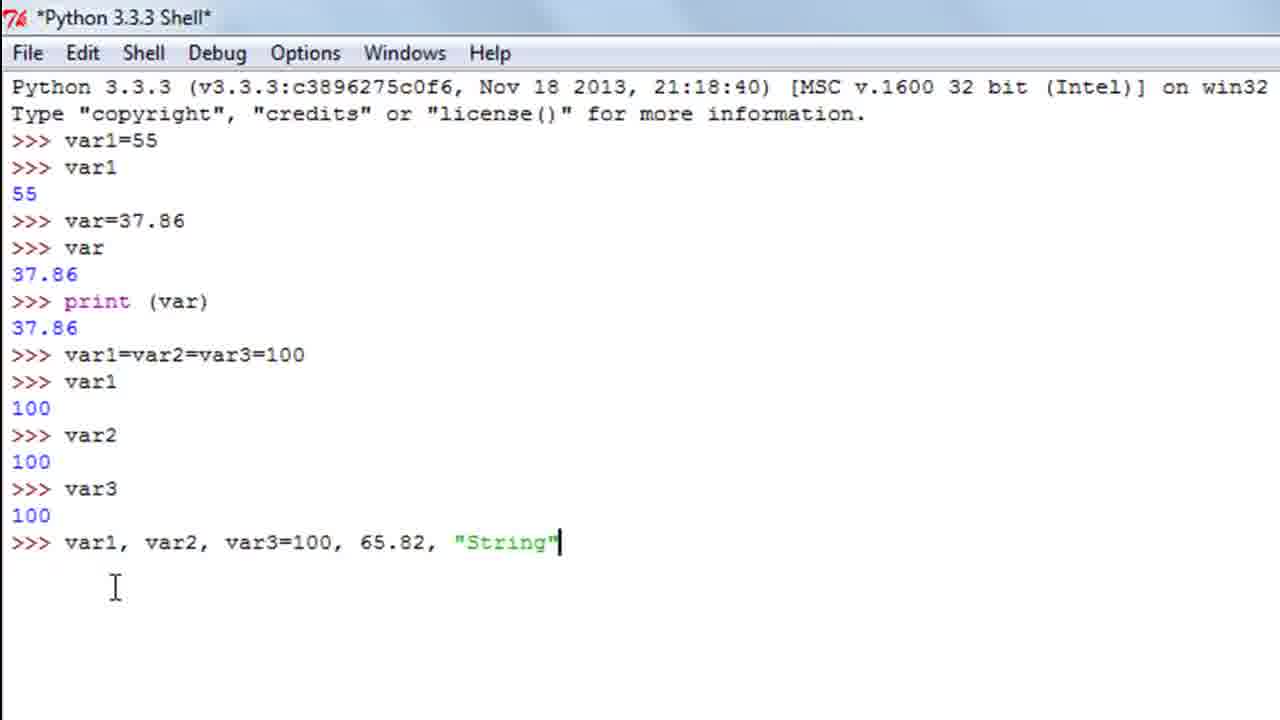 *Python 3.3.3 Shell*
File Edit Shell Debug Options Windows Help
Python 3.3.3 (v3.3.3:c3896275c0f6, Nov 18 2013, 21:18:40) [MSC v.1600 32 bit (Intel)] on win32
Type "copyright", "credits" or "license()" for more information.
>>> var1=55
>>> var1
55
>>> var=37.86
>>> var
37.86
>>> print (var)
37.86
>>> var1=var2=var3=100
>>> var1
100
>>> var2
100
>>> var3
100
>>> var1, var2, var3=100, 65.82, "String"